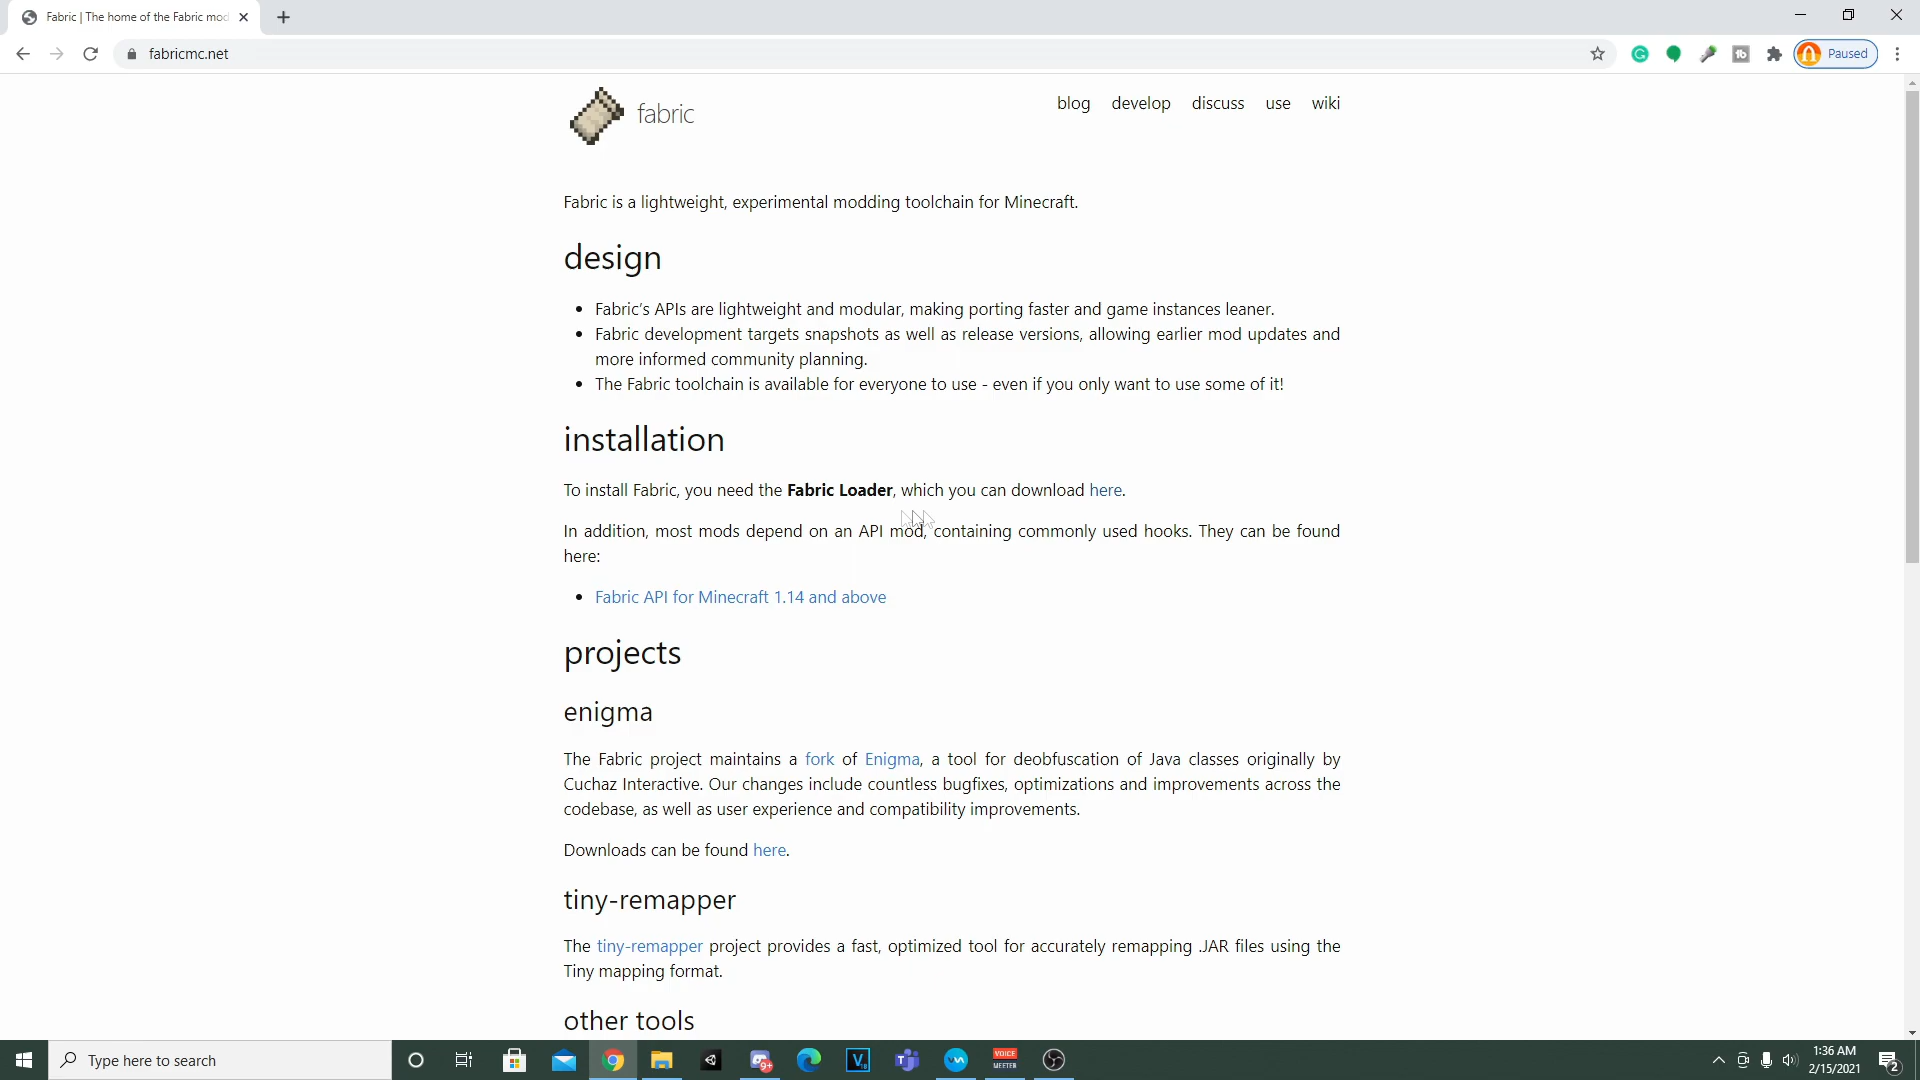 Fabric | The home of the Fabric mod
fabricmc.net
Paused
fabric
blog develop discuss use wiki
Fabric is a lightweight, experimental modding toolchain for Minecraft.
design
• Fabric's APIs are lightweight and modular, making porting faster and game instances leaner.
• Fabric development targets snapshots as well as release versions, allowing earlier mod updates and
more informed community planning.
• The Fabric toolchain is available for everyone to use - even if you only want to use some of it!
installation
To install Fabric, you need the Fabric Loader, which you can download here.
In addition, most mods depend on an API mod, containing commonly used hooks. They can be found
here:
• Fabric API for Minecraft 1.14 and above
projects
enigma
The Fabric project maintains a fork of Enigma, a tool for deobfuscation of Java classes originally by
Cuchaz Interactive. Our changes include countless bugfixes, optimizations and improvements across the
codebase, as well as user experience and compatibility improvements.
Downloads can be found here.
tiny-remapper
The tiny-remapper project provides a fast, optimized tool for accurately remapping .JAR files using the
Tiny mapping format.
other tools
Type here to search
9+
VOICE
MEETER
1:36 AM
2/15/2021
2